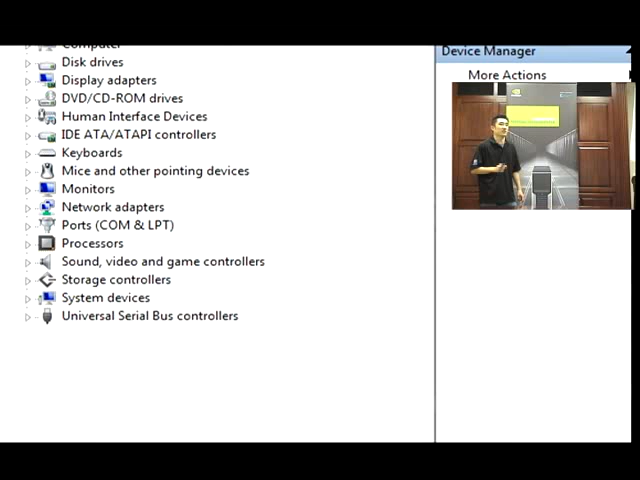 Computer
Disk drives
Display adapters
DVD/CD-ROM drives
Human Interface Devices
IDE ATA/ATAPI controllers
Keyboards
Mice and other pointing devices
Monitors
Network adapters
Ports (COM & LPT)
Processors
Sound, video and game controllers
Storage controllers
System devices
Universal Serial Bus controllers
Device Manager
More Actions